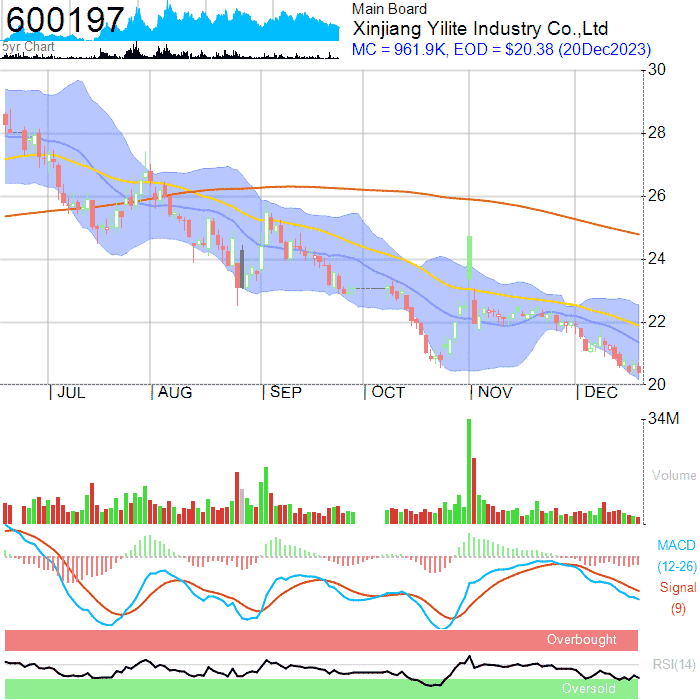 600197
5yr Chart
Main Board
Xinjiang Yilite Industry Co.,Ltd
MC = 961.9K, EOD = $20.38 (20Dec2023)
30
28
26
24
22
20
| JUL | AUG | SEP | OCT | NOV | DEC
34M
Volume
MACD
(12-26)
Signal
(9)
Overbought
RSI(14)
Oversold